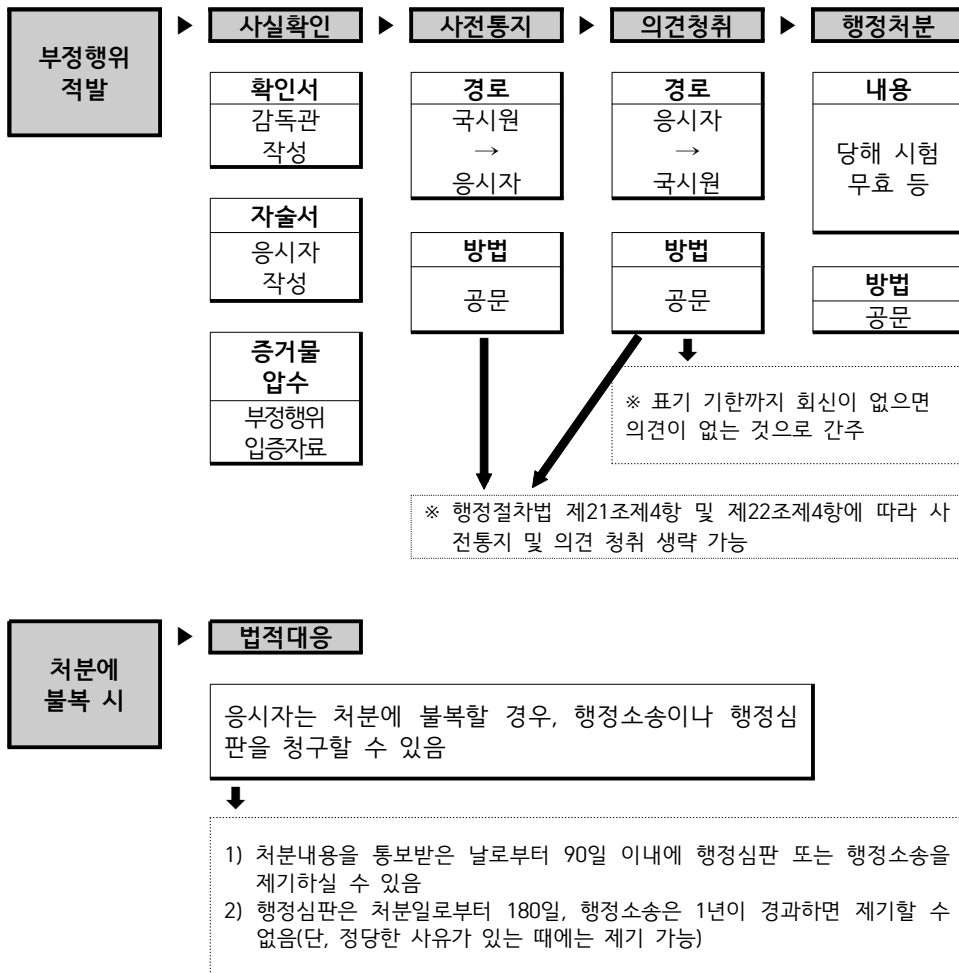 부정행위
적발
▶
사실확인
▶
사전통지
▶
의견청취
▶
행정처분
확인서
감독관
작성
자술서
응시자
작성
증거물
압수
부정행위
입증자료
경로
국시원
→
응시자
방법
공문
경로
응시자
→
국시원
방법
공문
내용
당해 시험
무효 등
방법
공문
※ 표기 기한까지 회신이 없으면
의견이 없는 것으로 간주
※ 행정절차법 제21조제4항 및 제22조제4항에 따라 사
전통지 및 의견 청취 생략 가능
처분에
불복 시
▶
법적대응
응시자는 처분에 불복할 경우, 행정소송이나 행정심
판을 청구할 수 있음
1) 처분내용을 통보받은 날로부터 90일 이내에 행정심판 또는 행정소송을
제기하실 수 있음
2) 행정심판은 처분일로부터 180일, 행정소송은 1년이 경과하면 제기할 수
없음(단, 정당한 사유가 있는 때에는 제기 가능)